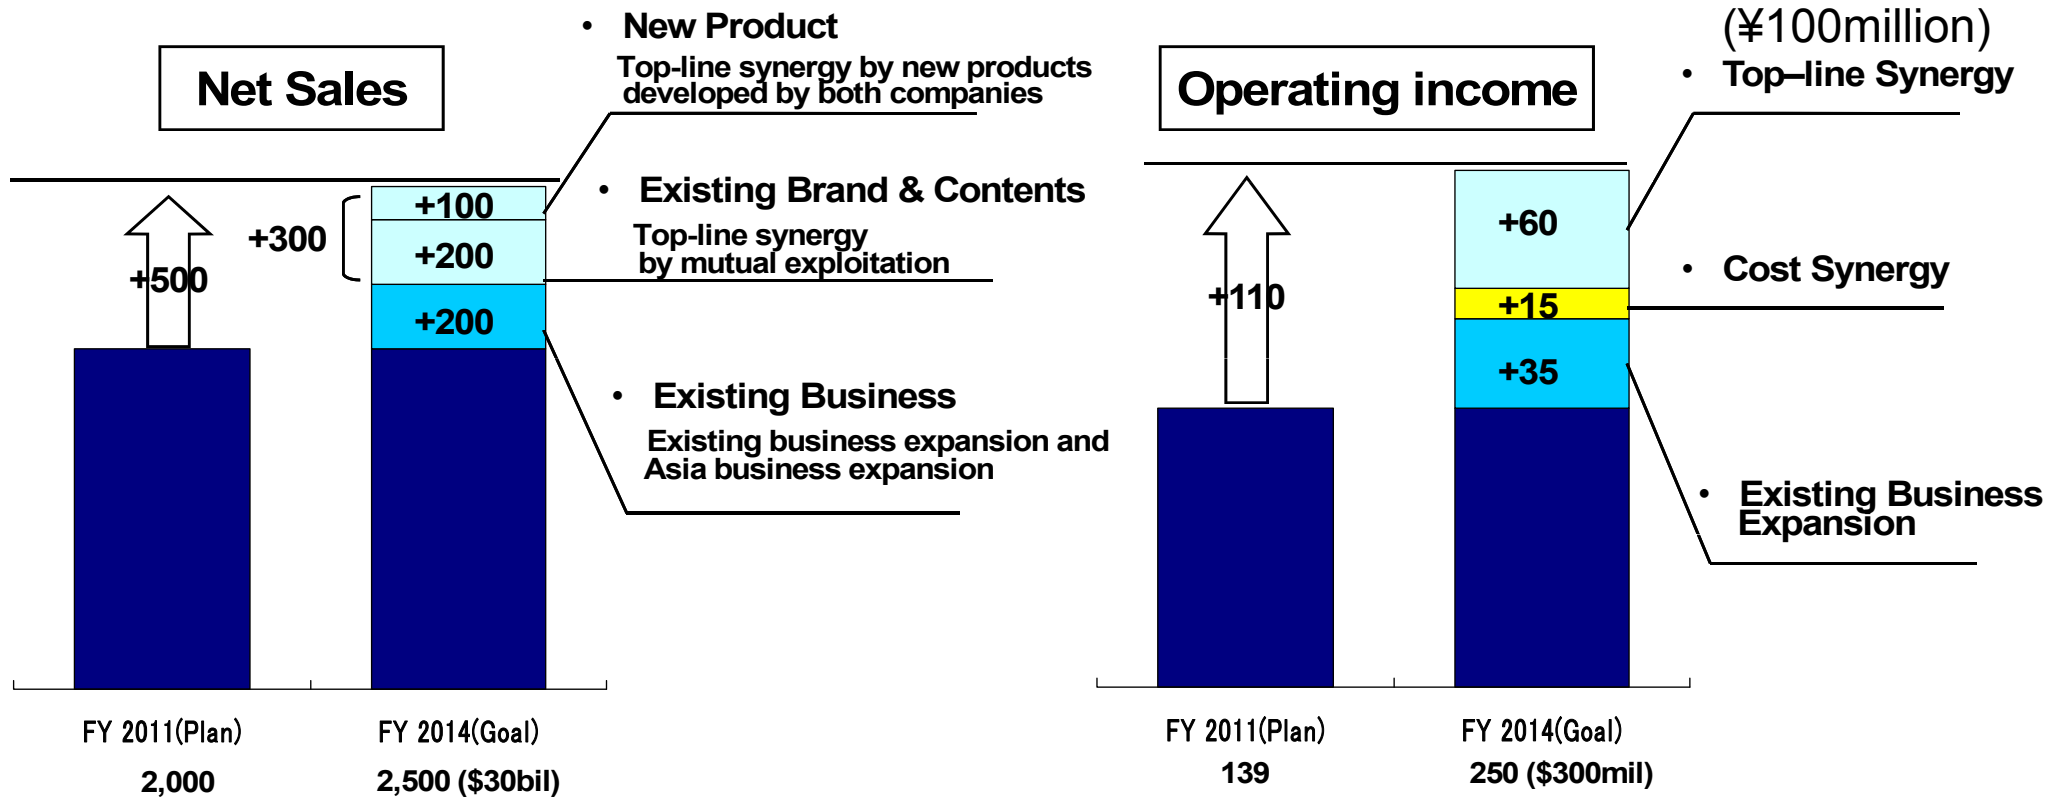 Net Sales
• New Product
Top-line synergy by new products
developed by both companies
+100
+300
+200
+500
• Existing Brand & Contents
Top-line synergy
by mutual exploitation
+200
• Existing Business
Existing business expansion and
Asia business expansion
FY 2011(Plan)
FY 2014(Goal)
2,000
2,500 ($30bil)
(¥100million)
Operating income
• Top–line Synergy
+60
+110
• Cost Synergy
+15
+35
• Existing Business
Expansion
FY 2011(Plan)
FY 2014(Goal)
139
250 ($300mil)